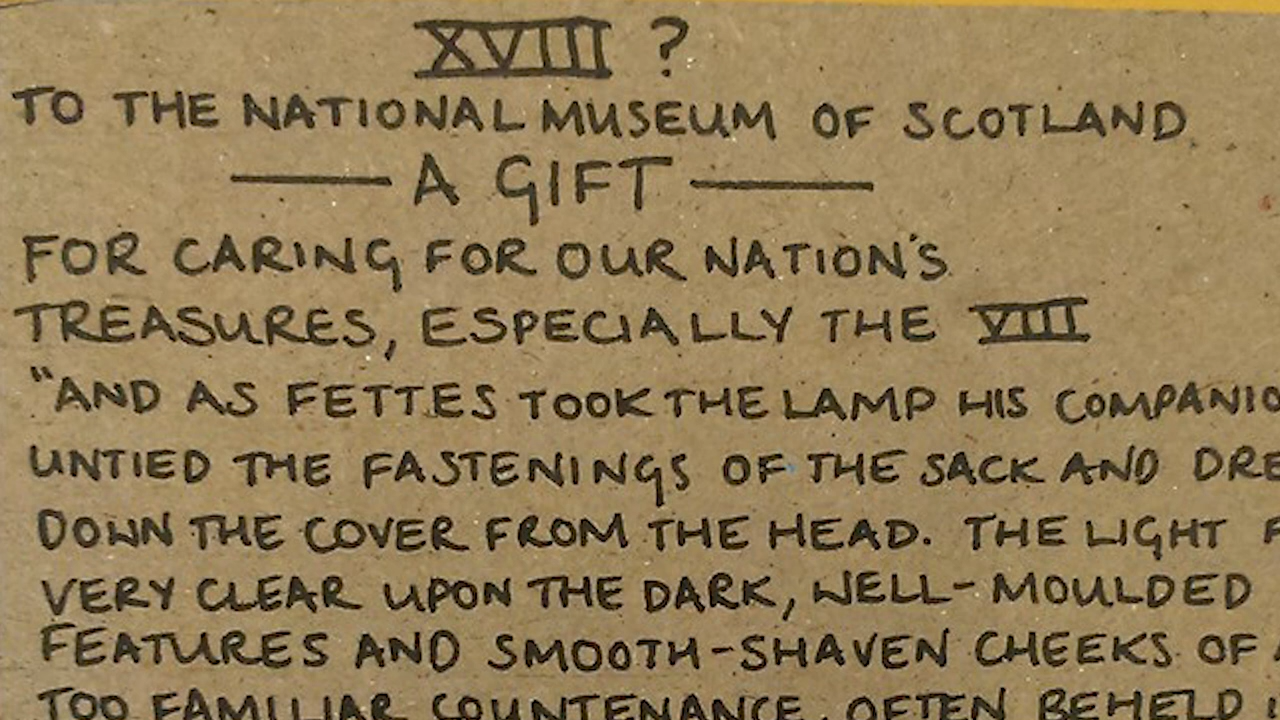 XVIII ?
TO THE NATIONAL MUSEUM OF SCOTLAND
— A GIFT —
FOR CARING FOR OUR NATION'S
TREASURES, ESPECIALLY THE VIII
"AND AS FETTES TOOK THE LAMP HIS
UNTIED THE FASTENINGS OF THE SACK AND
DOWN THE COVER FROM THE HEAD. THE LIGHT
VERY CLEAR UPON THE DARK, WELL-MOULDED
FEATURES AND SMOOTH-SHAVEN CHEEKS OF
TOO FAMILIAR COUNTENANCE, OFTEN BEHELD